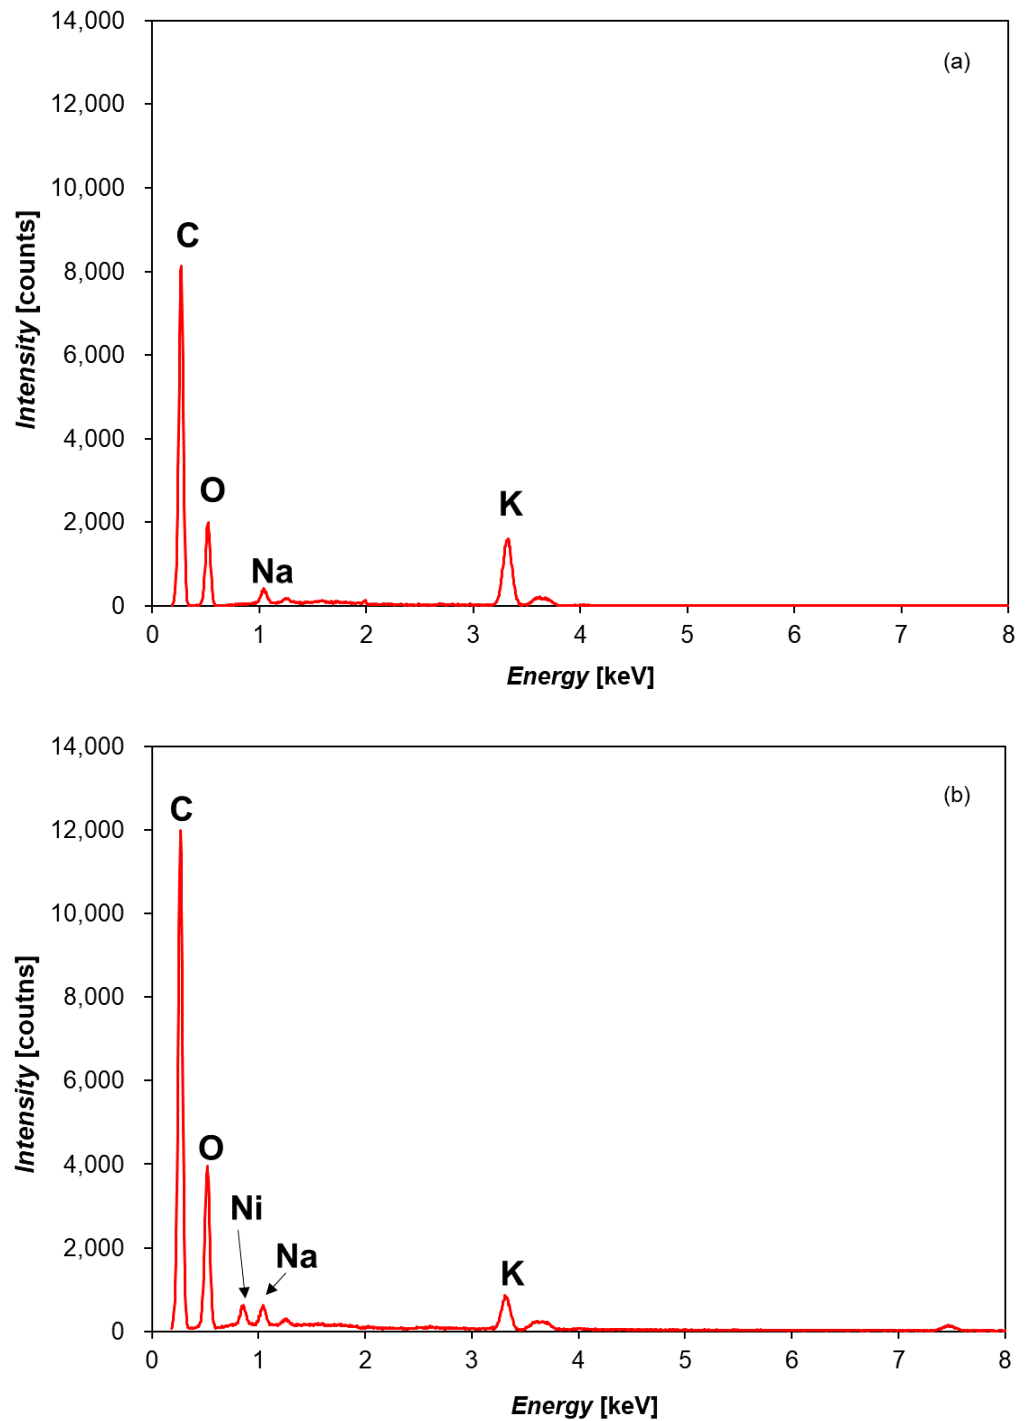 14,000
(a)
12,000
10,000
C
8,000
6,000
4,000
O
K
2,000
Na
0
Intensity [counts]
0 1 2 3 4 5 6 7 8
Energy [keV]
14,000
(b)
C
12,000
10,000
8,000
6,000
4,000
O
Ni
2,000
Na
K
0
Intensity [coutns]
0 1 2 3 4 5 6 7 8
Energy [keV]